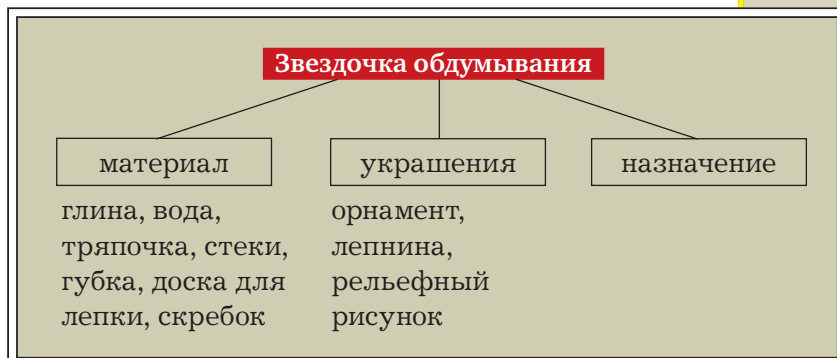 Звездочка обдумывания
материал
украшения
назначение
глина, вода,
тряпочка, стеки,
губка, доска для
лепки, скребок
орнамент,
лепнина,
рельефный
рисунок